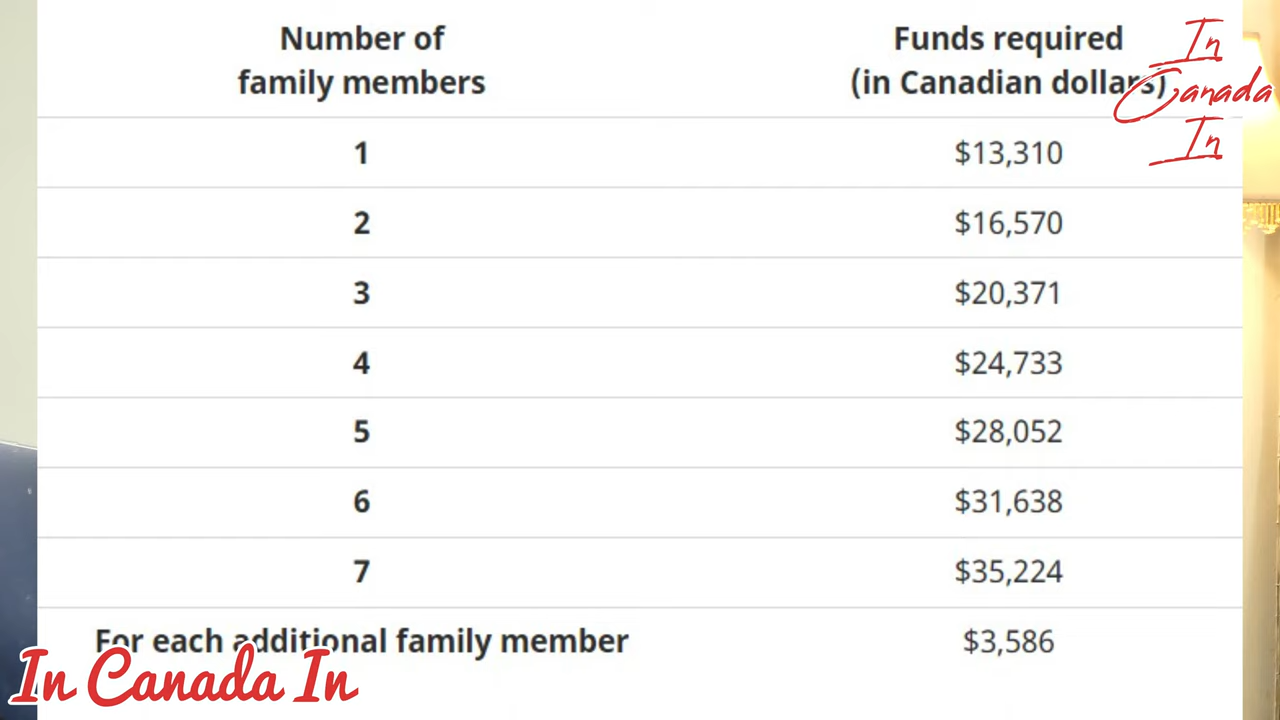 Number of
family members
Funds required
(in Canadian dollars)
In
Canada
In
1 $13,310
2 $16,570
3 $20,371
4 $24,733
5 $28,052
6 $31,638
7 $35,224
For each additional family member $3,586
In Canada In